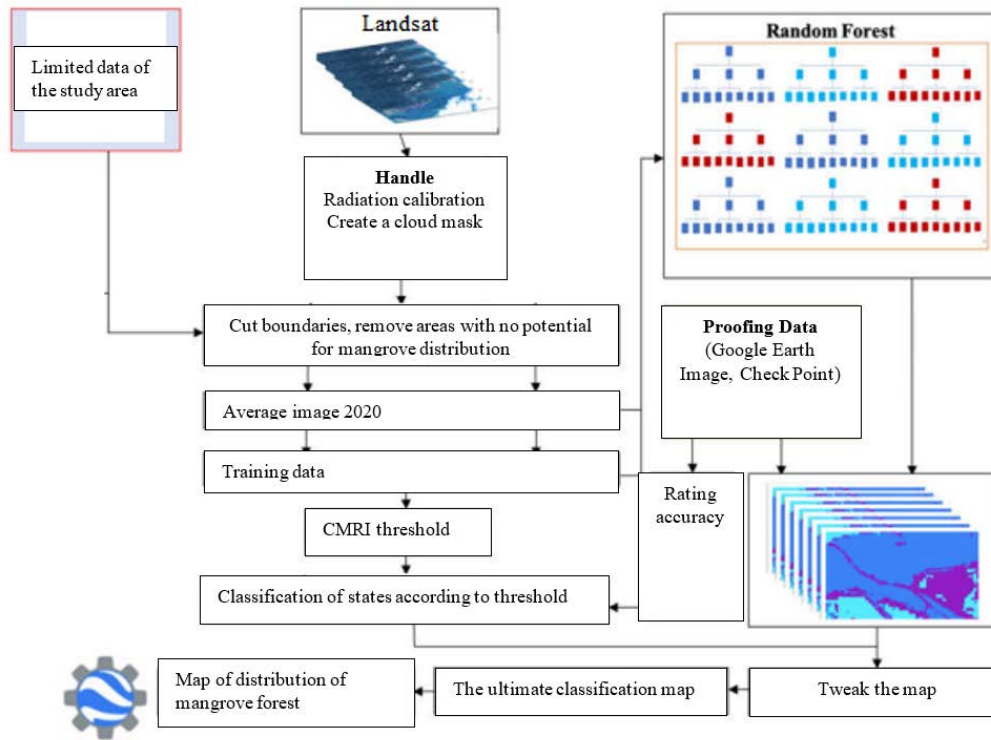 Limited data of
the study area
Landsat
Random Forest
Handle
Radiation calibration
Create a cloud mask
Cut boundaries, remove areas with no potential
for mangrove distribution
Proofing Data
(Google Earth
Image, Check Point)
Average image 2020
Training data
Rating
accuracy
CMRI threshold
Classification of states according to threshold
Map of distribution of
mangrove forest
The ultimate classification map
Tweak the map